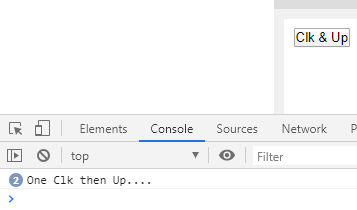 Clk & Up
Elements Console Sources Network
top Filter
2 One Clk then Up....